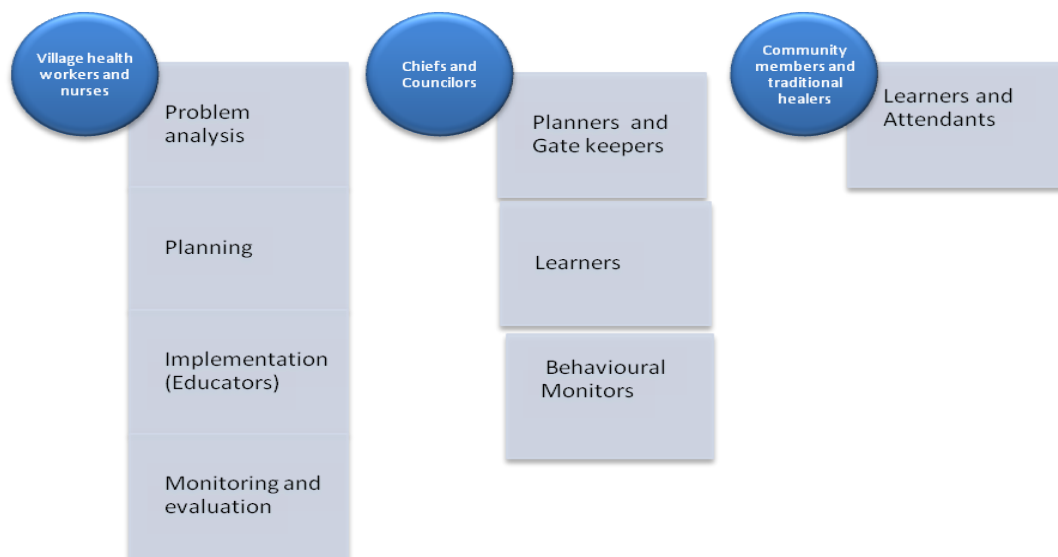 Village health
workers and
nurses
Problem
analysis
Planning
Implementation
(Educators)
Monitoring and
evaluation
Chiefs and
Councilors
Planners and
Gate keepers
Learners
Behavioural
Monitors
Community
members and
traditional
healers
Learners and
Attendants